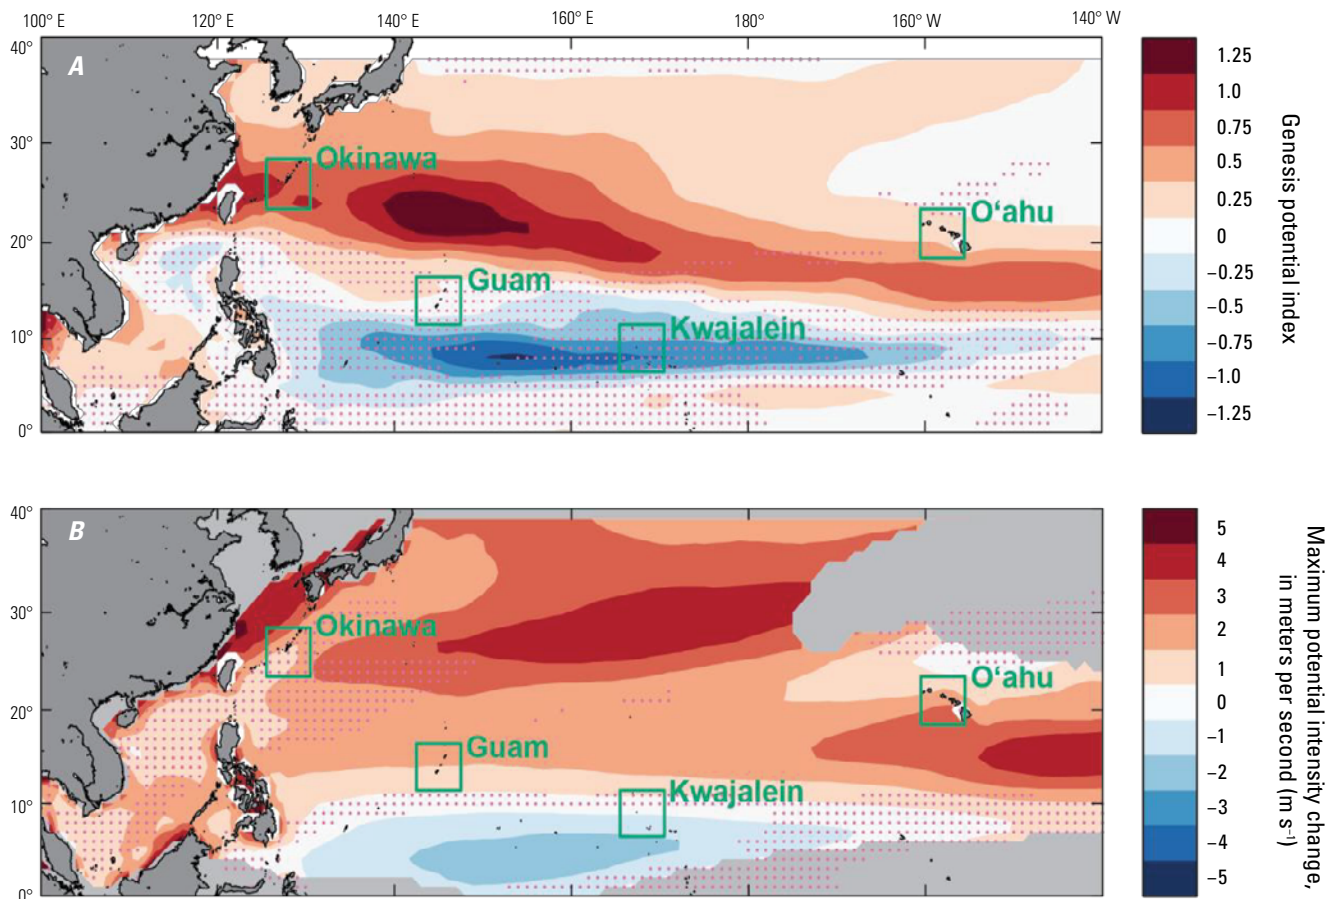 100° E 120° E 140° E 160° E 180° 160° W 140° W
40°
30°
20°
10°
0°
A
Okinawa
Guam
Kwajalein
Oʻahu
1.25
1.0
0.75
0.5
0.25
0
−0.25
−0.5
−0.75
−1.0
−1.25
Genesis potential index
40°
30°
20°
10°
0°
B
Okinawa
Guam
Kwajalein
Oʻahu
5
4
3
2
1
0
−1
−2
−3
−4
−5
Maximum potential intensity change,
in meters per second (m s⁻¹)